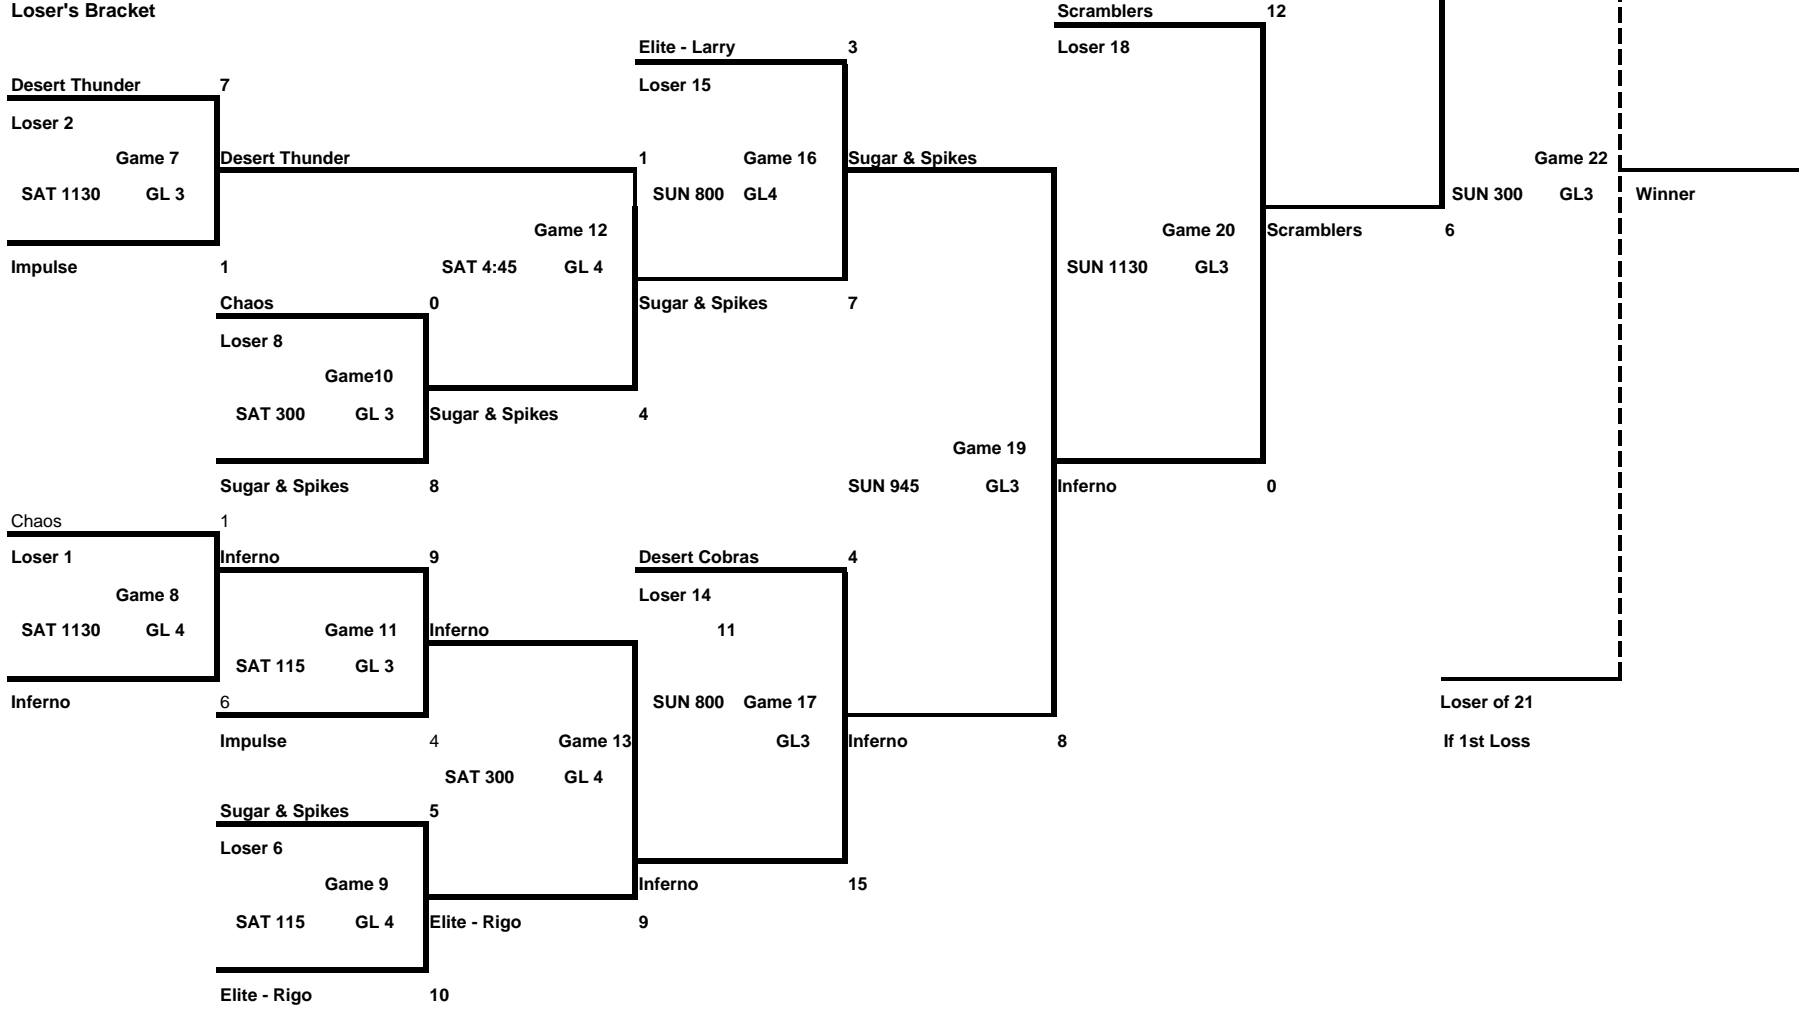 Loser's Bracket
Scramblers 12
Elite - Larry 3 Loser 18
Desert Thunder 7 Loser 15
Loser 2
Game 7 Desert Thunder 1 Game 16 Sugar & Spikes Game 22
SAT 1130 GL 3 SUN 800 GL4 SUN 300 GL3 Winner
Game 12 Game 20 Scramblers 6
Impulse 1 SAT 4:45 GL 4 SUN 1130 GL3
Chaos 0 Sugar & Spikes 7
Loser 8
Game10
SAT 300 GL 3 Sugar & Spikes 4
Game 19
Sugar & Spikes 8 SUN 945 GL3 Inferno 0
Chaos 1
Loser 1 Inferno 9 Desert Cobras 4
Game 8 Loser 14
SAT 1130 GL 4 Game 11 Inferno 11
SAT 115 GL 3
Inferno 6 SUN 800 Game 17 Loser of 21
Impulse 4 Game 13 GL3 Inferno 8 If 1st Loss
SAT 300 GL 4
Sugar & Spikes 5
Loser 6
Game 9 Inferno 15
SAT 115 GL 4 Elite - Rigo 9
Elite - Rigo 10